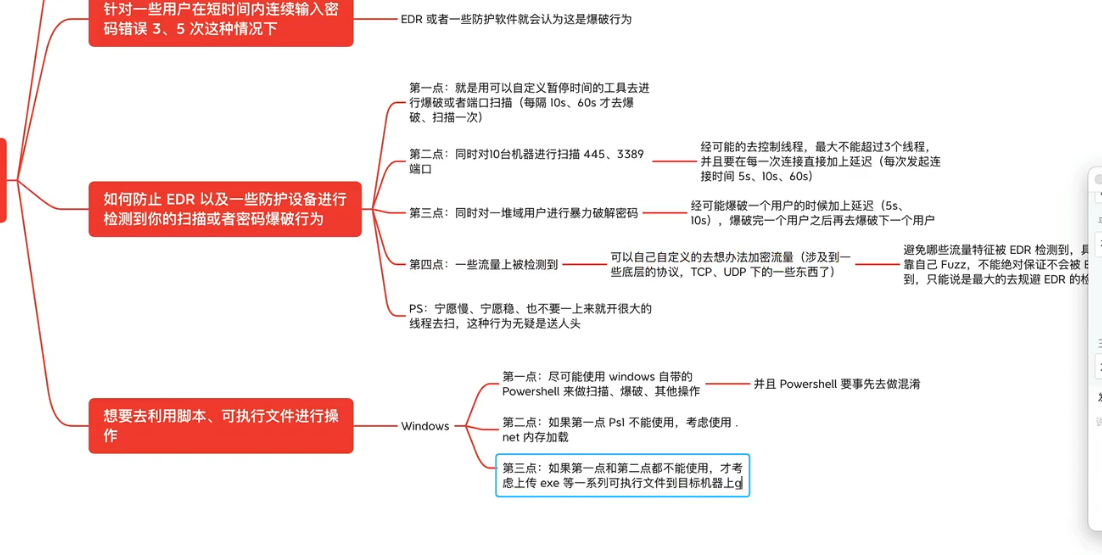 针对一些用户在短时间内连续输入密
码错误 3、5 次这种情况下
EDR 或者一些防护软件就会认为这是爆破行为
如何防止 EDR 以及一些防护设备进行
检测到你的扫描或者密码爆破行为
第一点：就是用可以自定义暂停时间的工具去进
行爆破或者端口扫描（每隔 10s、60s 才去爆
破、扫描一次）
第二点：同时对10台机器进行扫描 445、3389
端口
经可能的去控制线程，最大不能超过3个线程，
并且要在每一次连接直接加上延迟（每次发起连
接时间 5s、10s、60s）
第三点：同时对一堆域用户进行暴力破解密码
经可能爆破一个用户的时候加上延迟（5s、
10s），爆破完一个用户之后再去爆破下一个用户
第四点：一些流量上被检测到
可以自己自定义的去想办法加密流量（涉及到一
些底层的协议，TCP、UDP 下的一些东西了）
避免哪些流量特征被 EDR 检测到，具
靠自己 Fuzz，不能绝对保证不会被 E
到，只能说是最大的去规避 EDR 的检
PS：宁愿慢、宁愿稳、也不要一上来就开很大的
线程去扫，这种行为无疑是送人头
想要去利用脚本、可执行文件进行操
作
Windows
第一点：尽可能使用 windows 自带的
Powershell 来做扫描、爆破、其他操作
并且 Powershell 要事先去做混淆
第二点：如果第一点 Ps1 不能使用，考虑使用 .
net 内存加载
第三点：如果第一点和第二点都不能使用，才考
虑上传 exe 等一系列可执行文件到目标机器上g